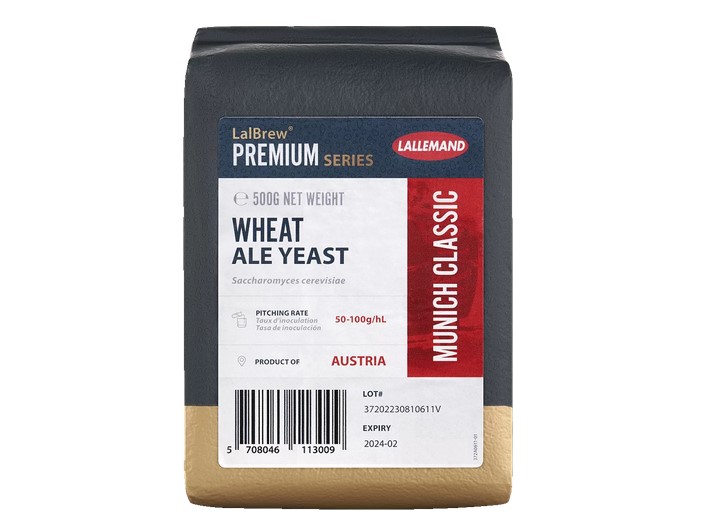 LalBrew®
PREMIUM SERIES
LALLEMAND
℮ 500G NET WEIGHT
WHEAT
ALE YEAST
Saccharomyces cerevisiae
MUNICH CLASSIC
PITCHING RATE
Taux d'inoculation
Tasa de inoculación
50-100g/hL
PRODUCT OF AUSTRIA
LOT#
37202230810611V
EXPIRY
2024-02
5 708046 113009